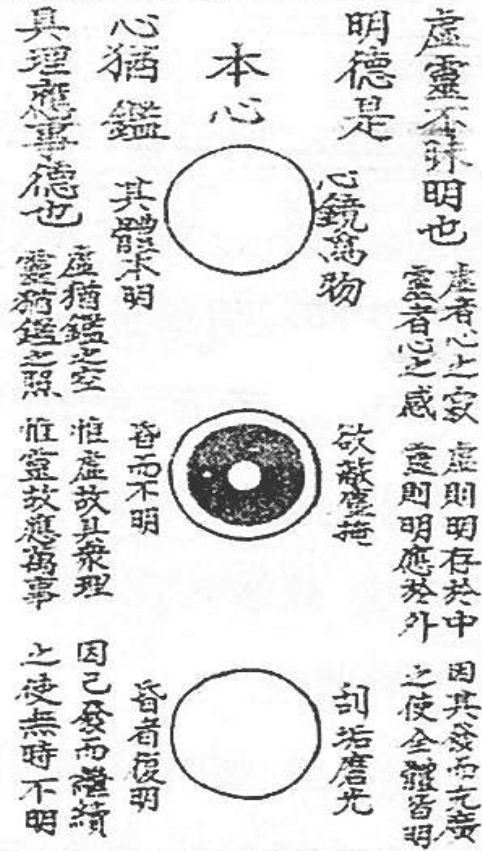 虛靈不昧明也
虛者心之寂
靈者心之感
虛則明存於中
靈則明應於外
因其發而充廣
之使全體皆明
明德是
本心
心猶鑑
心鏡萬物
其體本明
欲蔽塵掩
昏而不明
刮垢磨光
昏者復明
具理應事德也
虛猶鑑之空
靈猶鑑之照
惟虛故具衆理
惟靈故應萬事
因已發而繼續
之使無時不明